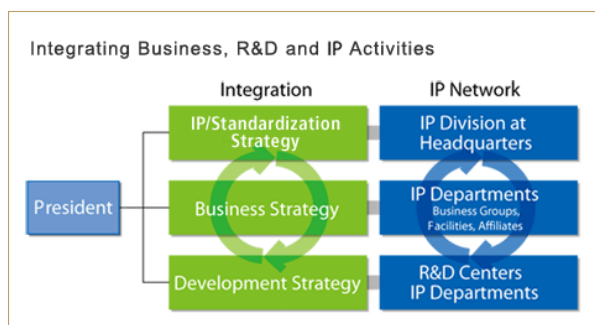 Integrating Business, R&D and IP Activities
Integration
IP Network
IP/Standardization
Strategy
IP Division at
Headquarters
President
Business Strategy
IP Departments
Business Groups,
Facilities, Affiliates
Development Strategy
R&D Centers
IP Departments